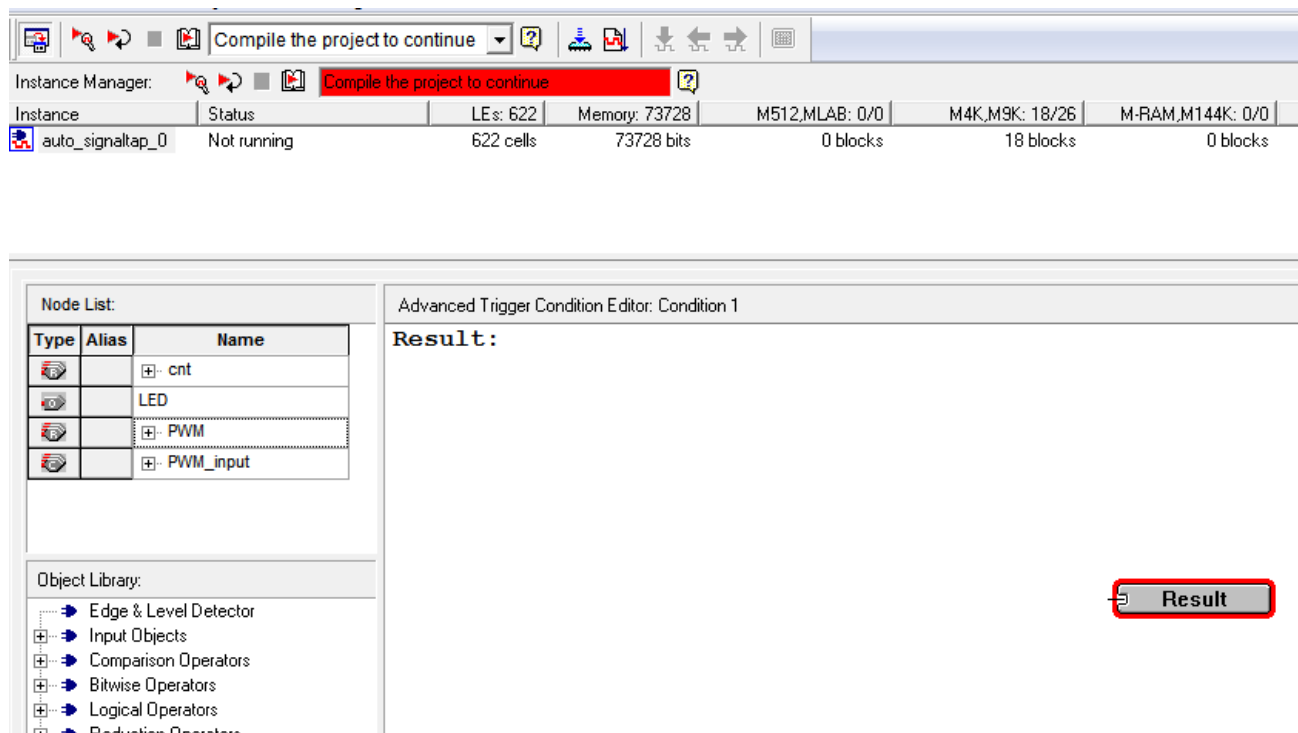 Compile the project to continue
Instance Manager: Compile the project to continue
Instance Status LEs: 622 Memory: 73728 M512,MLAB: 0/0 M4K,M9K: 18/26 M-RAM,M144K: 0/0
auto_signaltap_0 Not running 622 cells 73728 bits 0 blocks 18 blocks 0 blocks
Node List:
Type Alias Name
cnt
LED
PWM
PWM_input
Advanced Trigger Condition Editor: Condition 1
Result:
Result
Object Library:
Edge & Level Detector
Input Objects
Comparison Operators
Bitwise Operators
Logical Operators